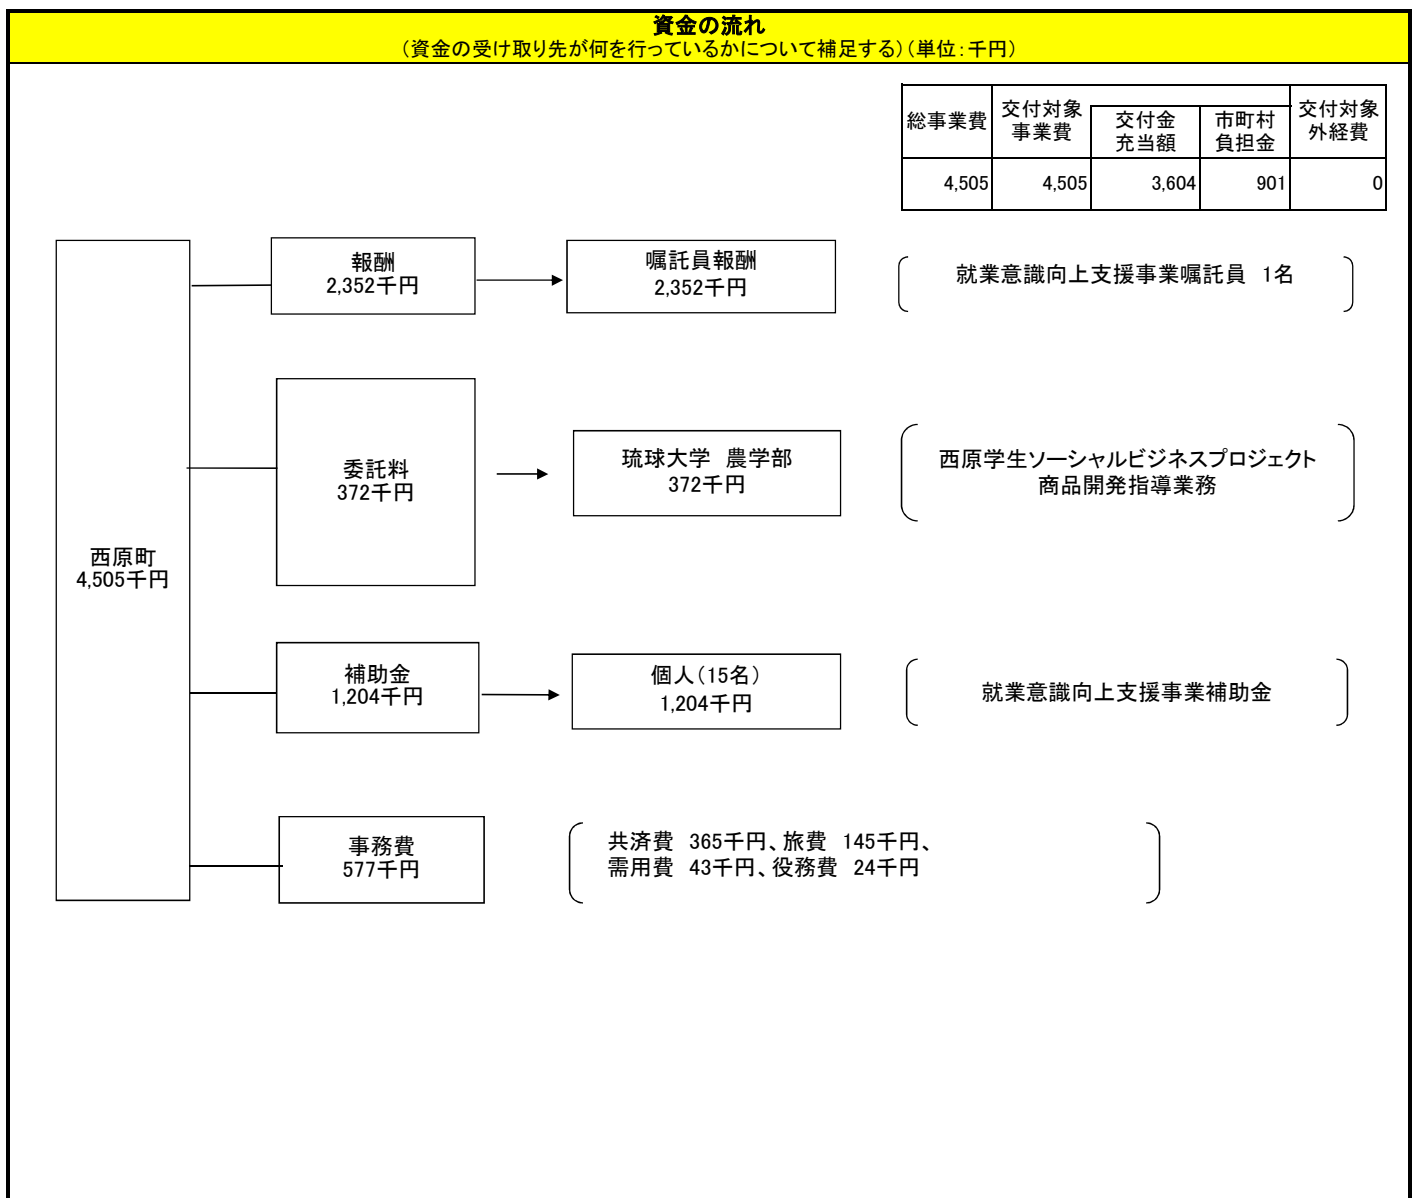 資金の流れ
（資金の受け取り先が何を行っているかについて補足する）（単位：千円）
総事業費
交付対象
事業費
交付金
充当額
市町村
負担金
交付対象
外経費
4,505 4,505 3,604 901 0
報酬
2,352千円
嘱託員報酬
2,352千円
就業意識向上支援事業嘱託員　1名
委託料
372千円
琉球大学　農学部
372千円
西原学生ソーシャルビジネスプロジェクト
商品開発指導業務
西原町
4,505千円
補助金
1,204千円
個人（15名）
1,204千円
就業意識向上支援事業補助金
事務費
577千円
共済費　365千円、旅費　145千円、
需用費　43千円、役務費　24千円